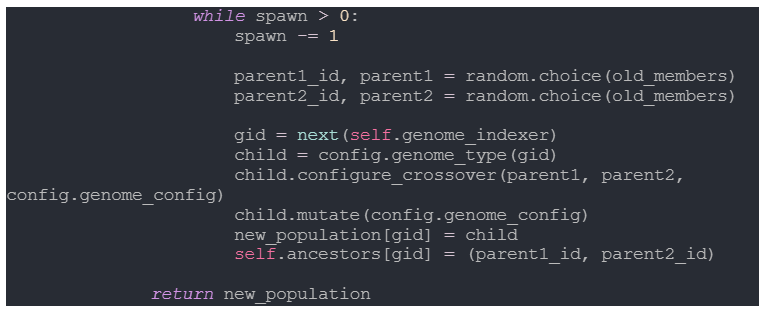 while spawn > 0:
spawn -= 1
parent1_id, parent1 = random.choice(old_members)
parent2_id, parent2 = random.choice(old_members)
gid = next(self.genome_indexer)
child = config.genome_type(gid)
child.configure_crossover(parent1, parent2,
config.genome_config)
child.mutate(config.genome_config)
new_population[gid] = child
self.ancestors[gid] = (parent1_id, parent2_id)
return new_population